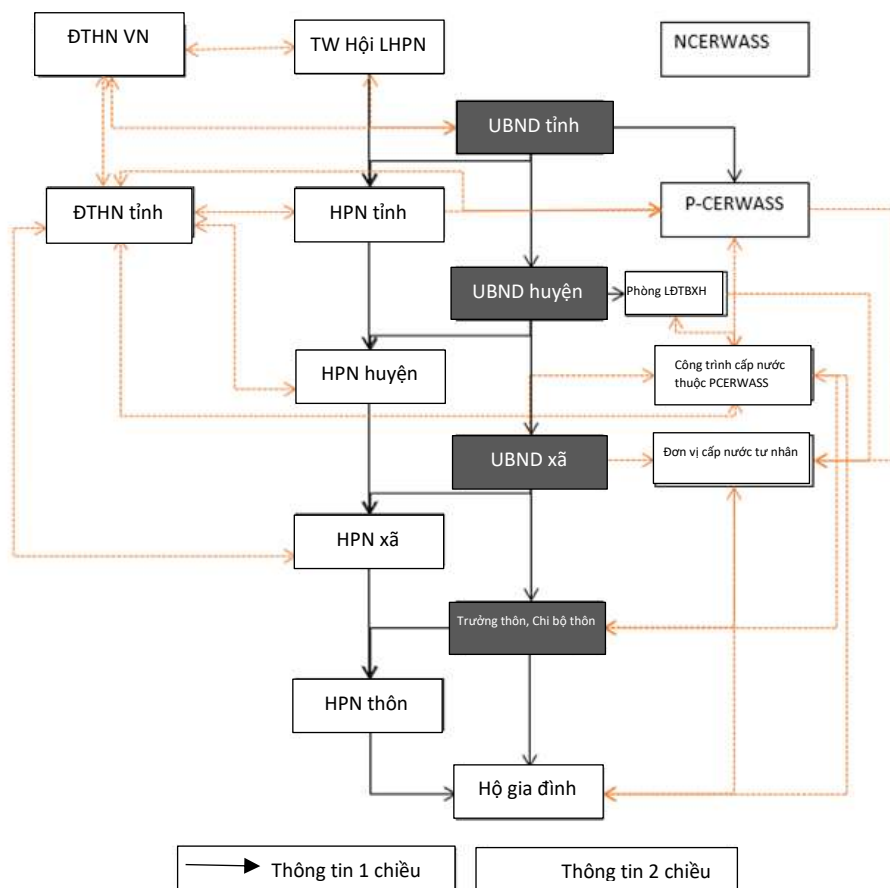 ĐTHN VN
TW Hội LHPN
NCERWASS
UBND tỉnh
ĐTHN tỉnh
HPN tỉnh
P-CERWASS
UBND huyện
Phòng LĐTBXH
HPN huyện
Công trình cấp nước
thuộc PCERWASS
UBND xã
Đơn vị cấp nước tư nhân
HPN xã
Trưởng thôn, Chi bộ thôn
HPN thôn
Hộ gia đình
Thông tin 1 chiều
Thông tin 2 chiều